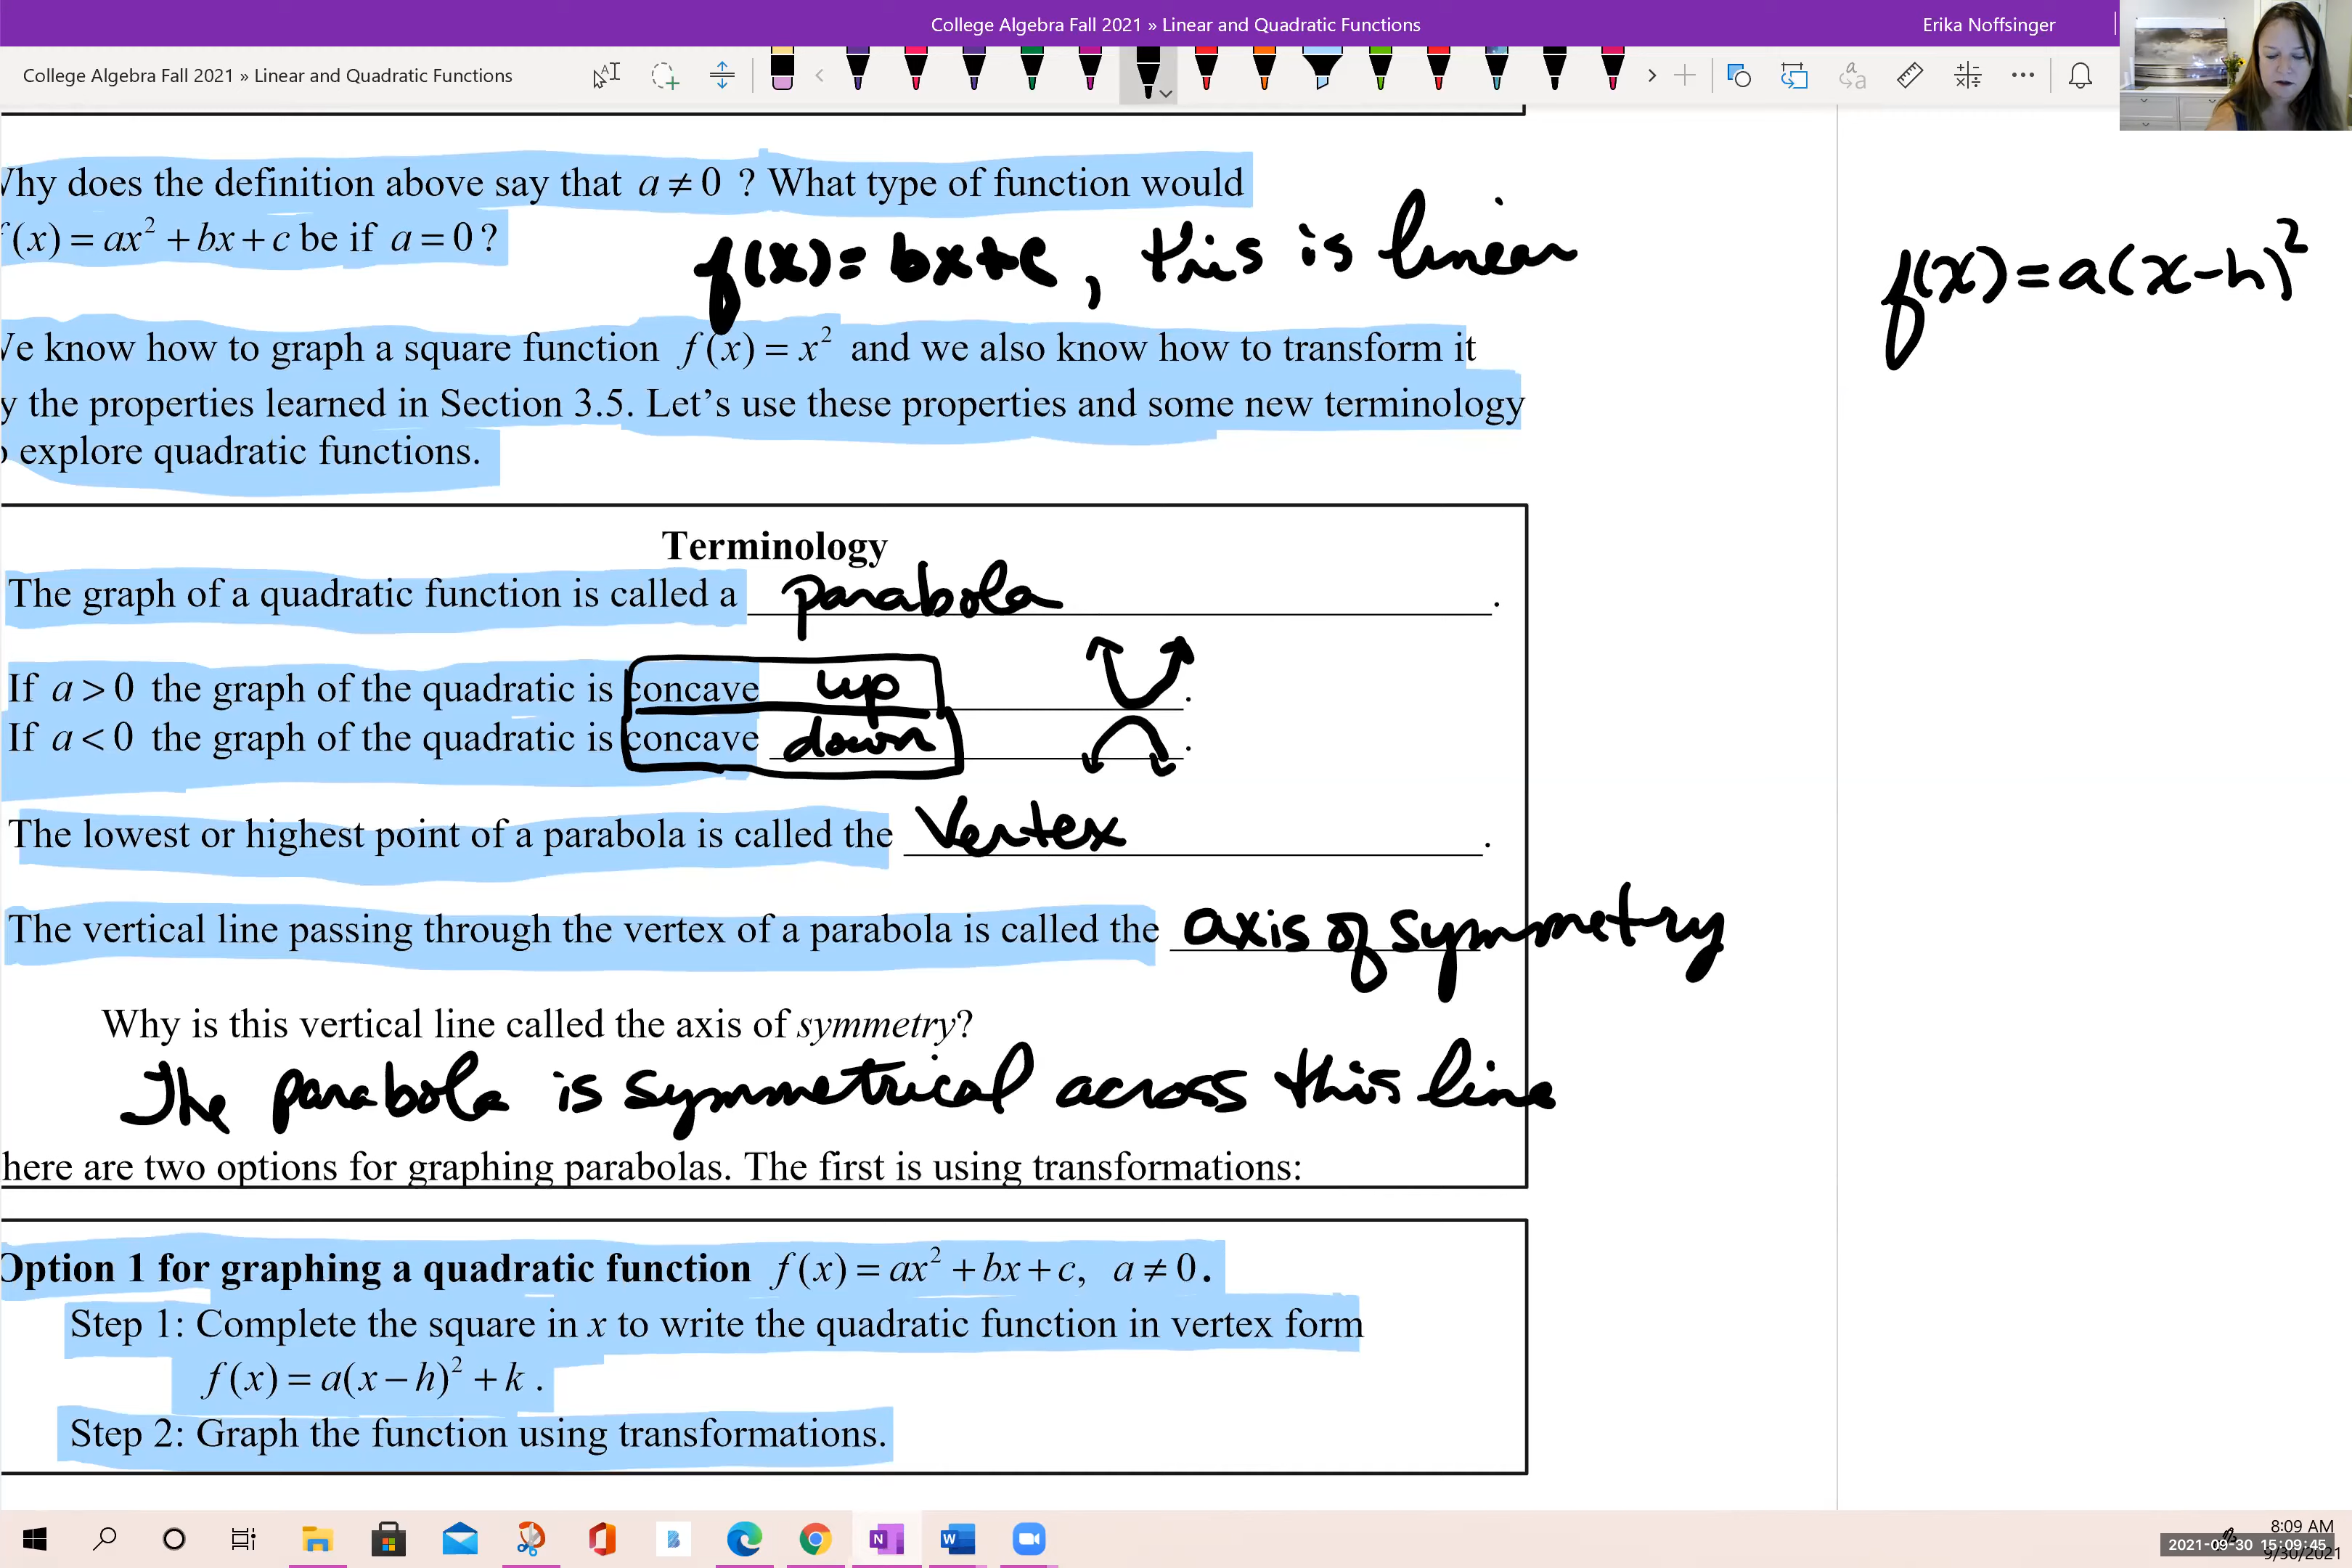 College Algebra Fall 2021 » Linear and Quadratic Functions
Erika Noffsinger
College Algebra Fall 2021 » Linear and Quadratic Functions
hy does the definition above say that a ≠ 0 ? What type of function would
(x) = ax² + bx + c be if a = 0 ?
f(x) = bx + c, this is linear
f(x) = a(x-h)²
e know how to graph a square function f(x) = x² and we also know how to transform it
y the properties learned in Section 3.5. Let's use these properties and some new terminology
o explore quadratic functions.
Terminology
The graph of a quadratic function is called a parabola.
If a > 0 the graph of the quadratic is concave up.
If a < 0 the graph of the quadratic is concave down.
The lowest or highest point of a parabola is called the Vertex.
The vertical line passing through the vertex of a parabola is called the axis of symmetry
Why is this vertical line called the axis of symmetry?
The parabola is symmetrical across this line
here are two options for graphing parabolas. The first is using transformations:
Option 1 for graphing a quadratic function f(x) = ax² + bx + c, a ≠ 0.
Step 1: Complete the square in x to write the quadratic function in vertex form
f(x) = a(x − h)² + k .
Step 2: Graph the function using transformations.
8:09 AM
2021-09-30 15:09:45
9/30/2021